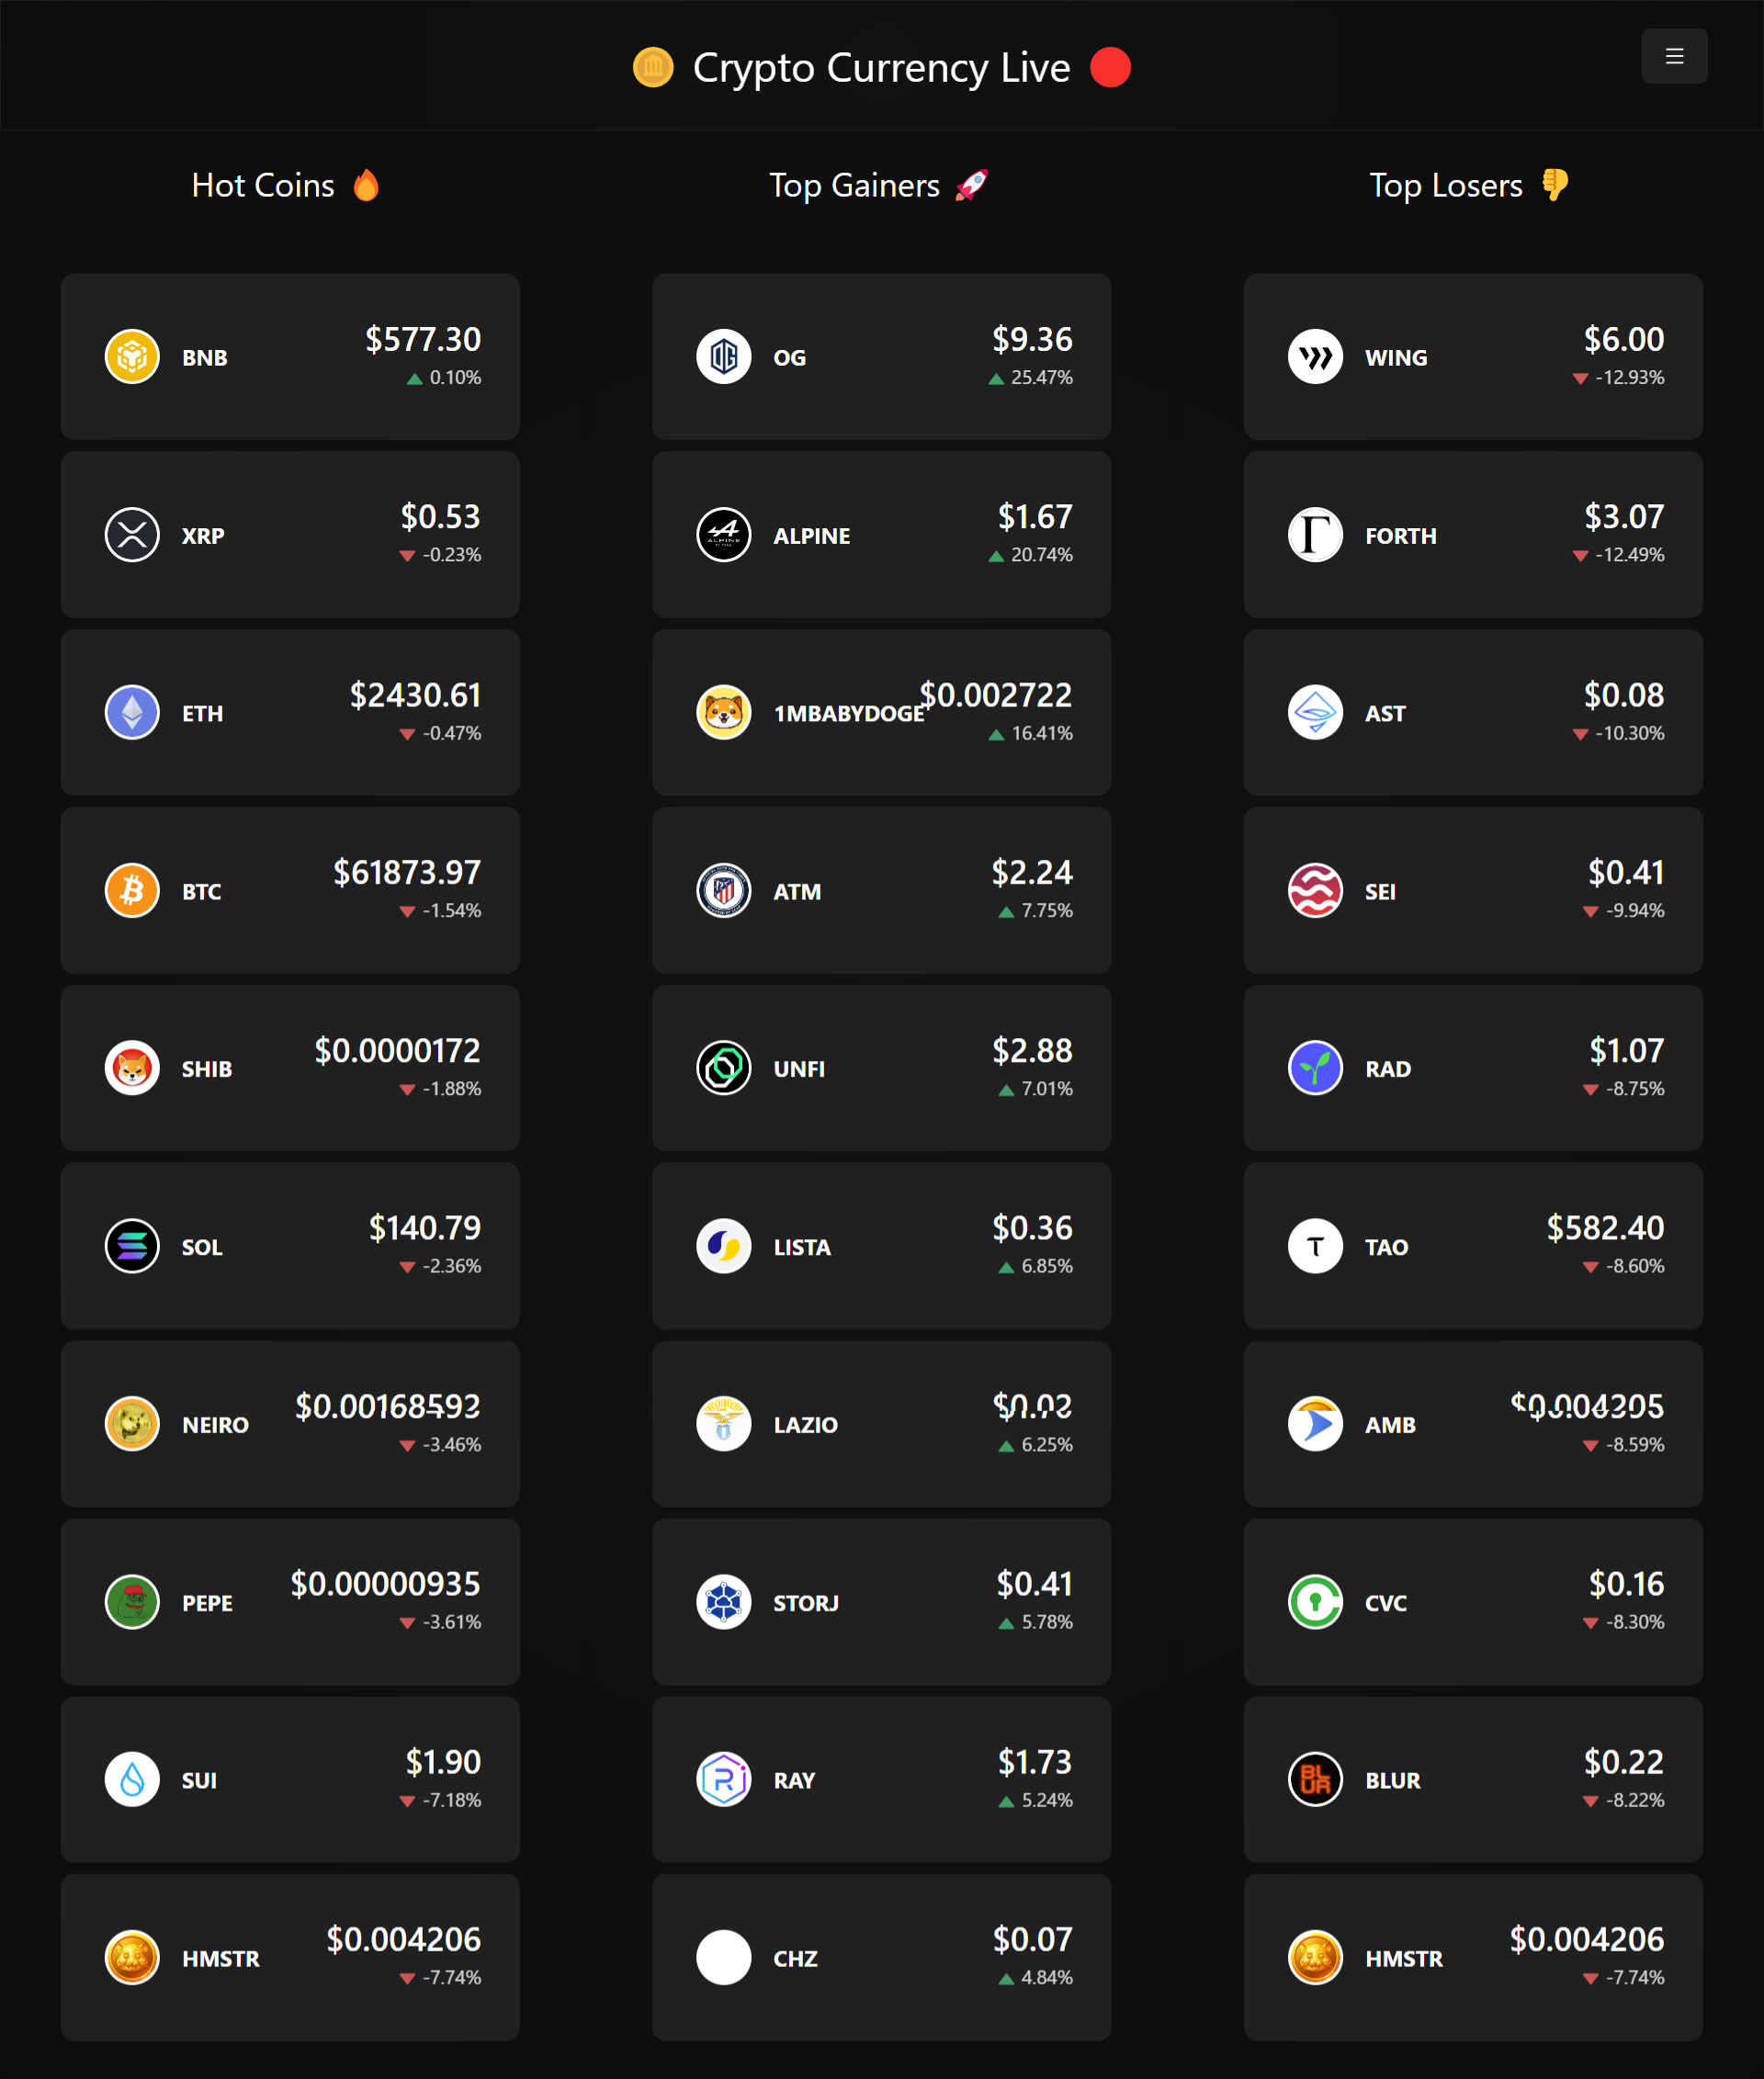 Crypto Currency Live
Hot Coins
BNB
$577.30
0.10%
XRP
$0.53
-0.23%
ETH
$2430.61
-0.47%
BTC
$61873.97
-1.54%
SHIB
$0.0000172
-1.88%
SOL
$140.79
-2.36%
NEIRO
-3.46%
PEPE
$0.00000935
-3.61%
SUI
$1.90
-7.18%
HMSTR
$0.004206
-7.74%
Top Gainers
OG
$9.36
25.47%
ALPINE
$1.67
20.74%
1MBABYDOGE
$0.002722
16.41%
ATM
$2.24
7.75%
UNFI
$2.88
7.01%
LISTA
$0.36
6.85%
LAZIO
6.25%
STORJ
$0.41
5.78%
RAY
$1.73
5.24%
CHZ
$0.07
4.84%
Top Losers
WING
$6.00
-12.93%
FORTH
$3.07
-12.49%
AST
$0.08
-10.30%
SEI
$0.41
-9.94%
RAD
$1.07
-8.75%
TAO
$582.40
-8.60%
AMB
-8.59%
CVC
$0.16
-8.30%
BLUR
$0.22
-8.22%
HMSTR
$0.004206
-7.74%